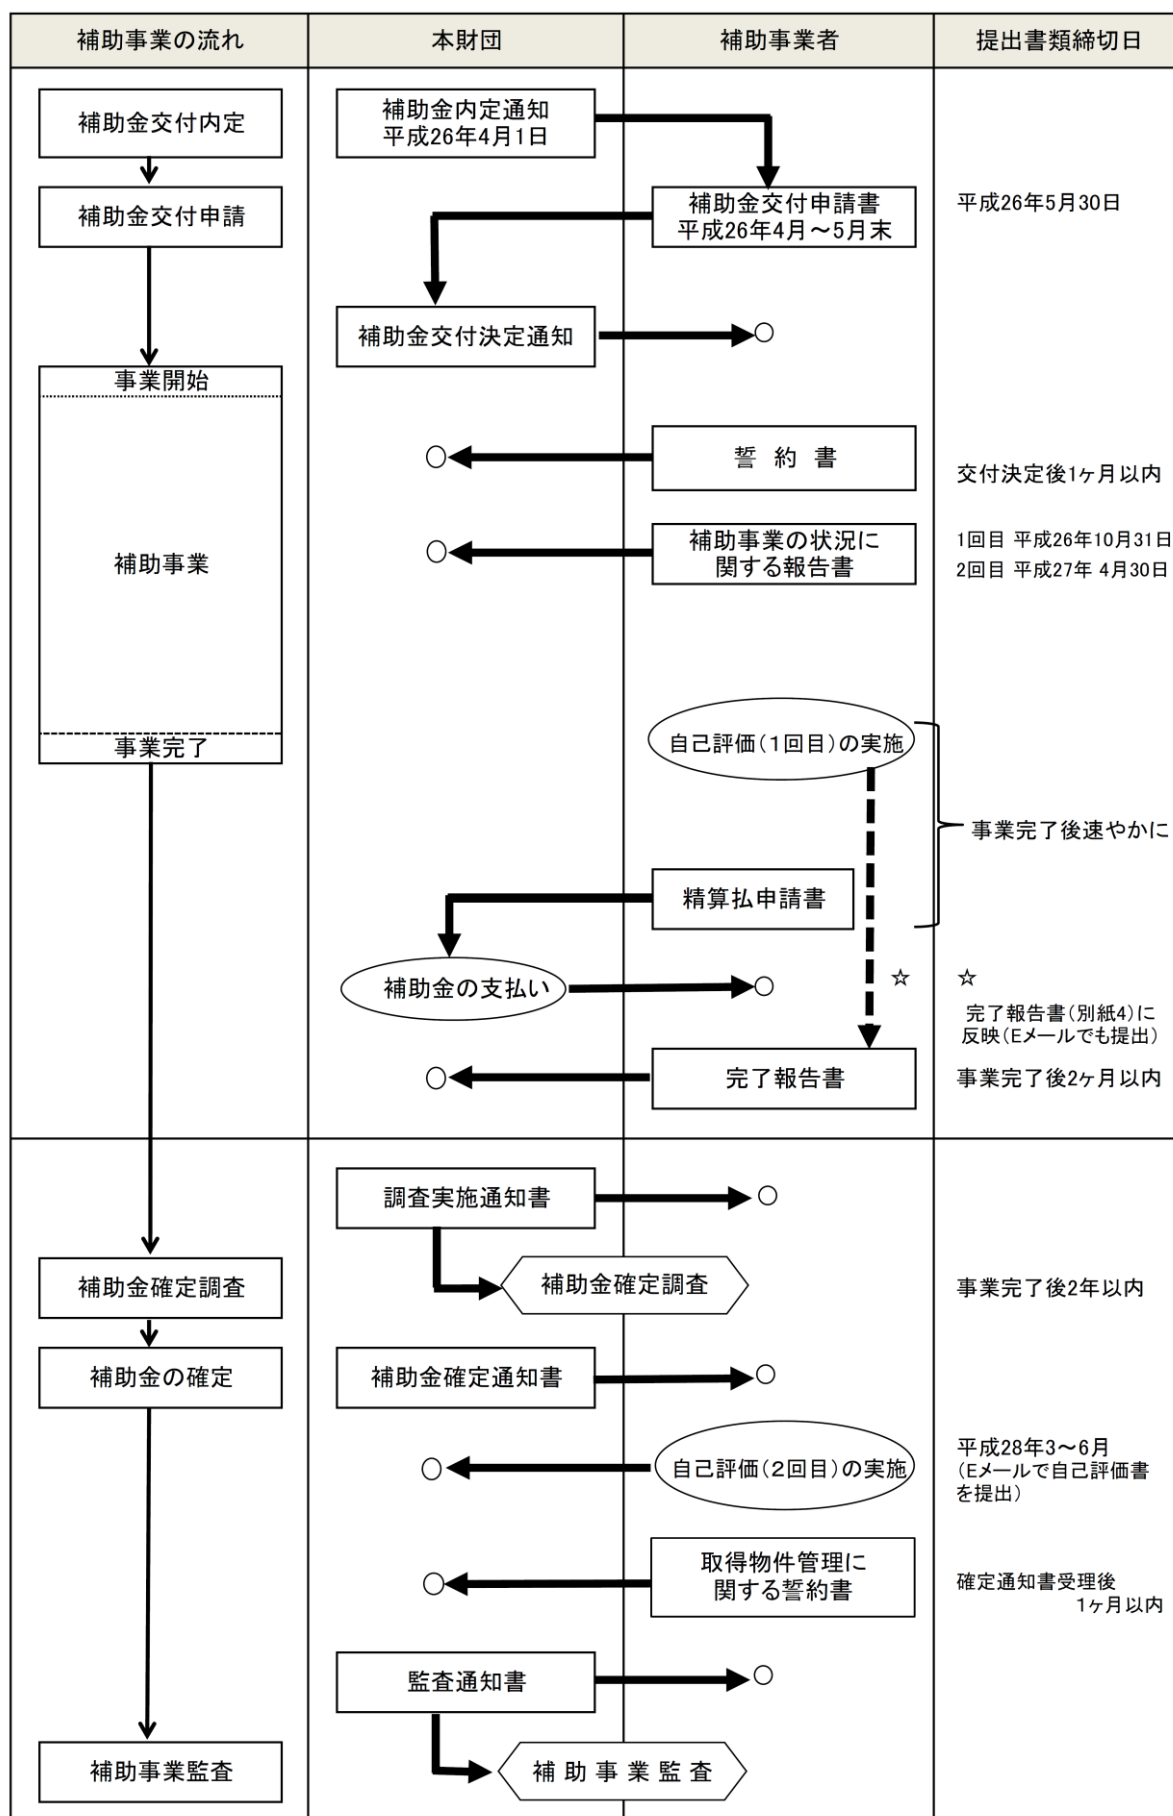 補助事業の流れ
本財団
補助事業者
提出書類締切日
補助金交付内定
補助金内定通知
平成26年4月1日
補助金交付申請
補助金交付申請書
平成26年4月～5月末
平成26年5月30日
補助金交付決定通知
事業開始
誓 約 書
交付決定後1ヶ月以内
補助事業
補助事業の状況に
関する報告書
1回目 平成26年10月31日
2回目 平成27年 4月30日
事業完了
自己評価(1回目)の実施
事業完了後速やかに
精算払申請書
補助金の支払い
☆
☆
完了報告書(別紙4)に
反映(Eメールでも提出)
完了報告書
事業完了後2ヶ月以内
調査実施通知書
補助金確定調査
補助金確定調査
事業完了後2年以内
補助金の確定
補助金確定通知書
自己評価(2回目)の実施
平成28年3～6月
(Eメールで自己評価書
を提出)
取得物件管理に
関する誓約書
確定通知書受理後
1ヶ月以内
監査通知書
補助事業監査
補 助 事 業 監 査